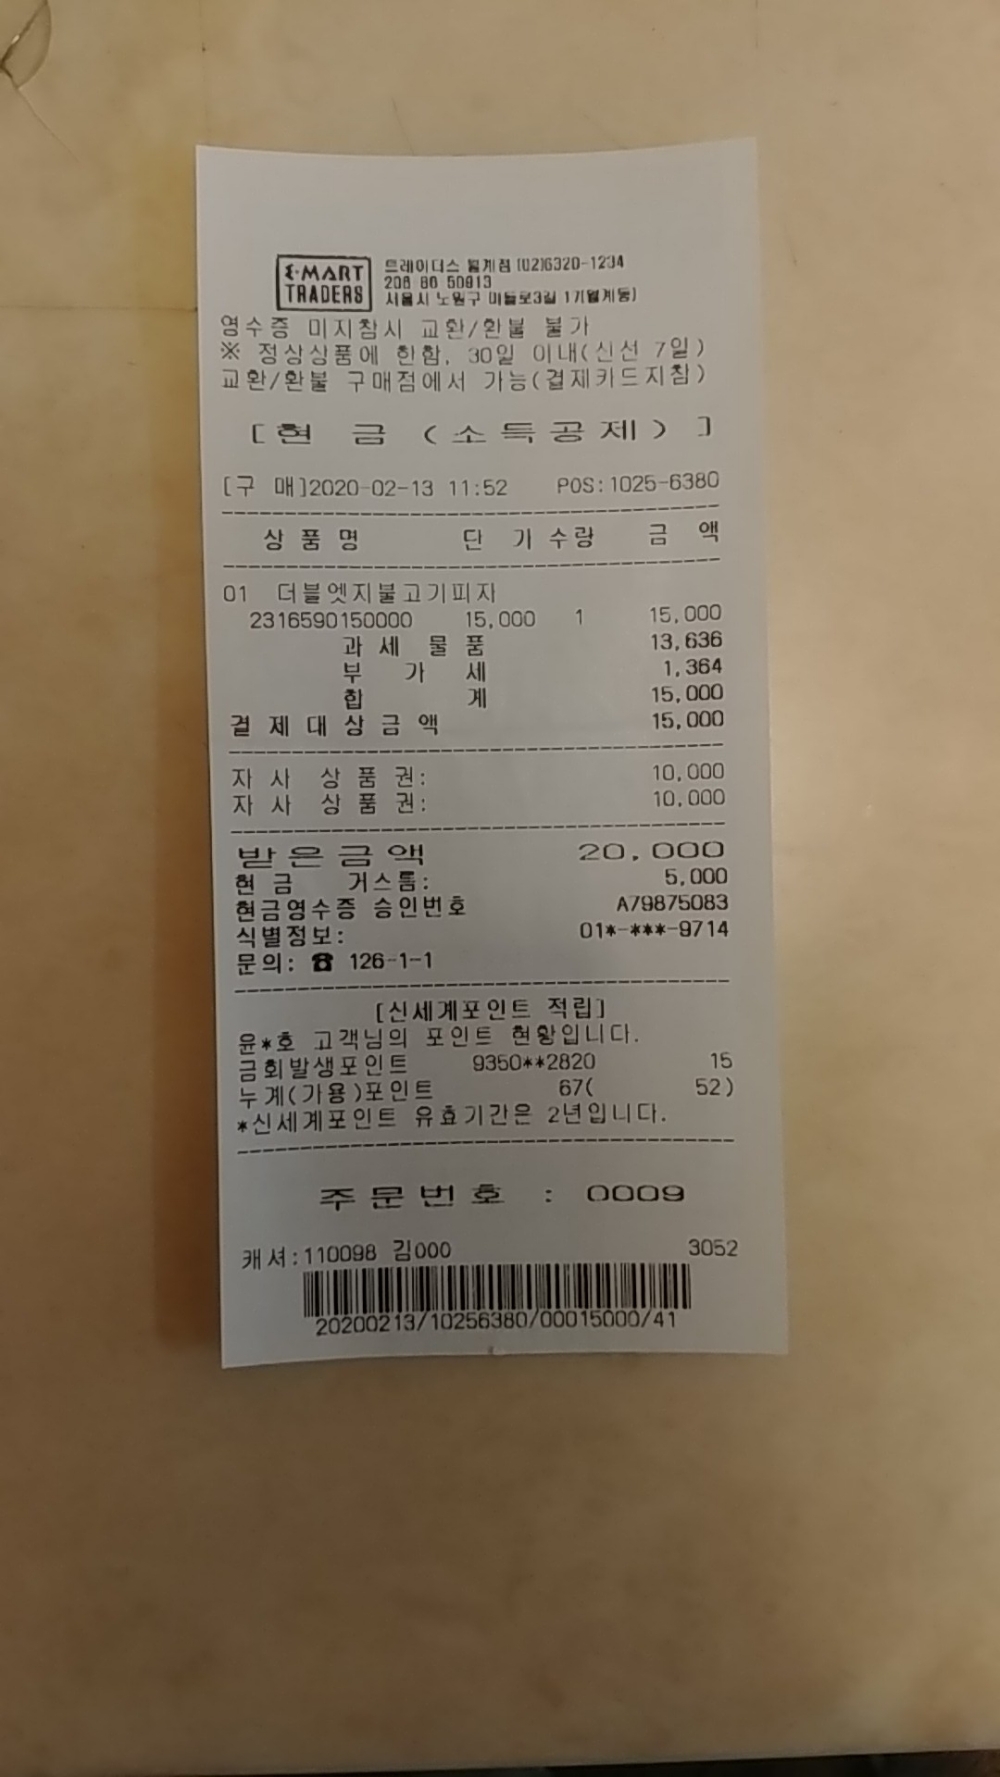 E·MART
TRADERS
트레이더스 월계점 (02)6320-1234
206 86 50913
서울시 노원구 마들로3길 17(월계동)
영수증 미지참시 교환/환불 불가
※ 정상상품에 한함, 30일 이내(신선 7일)
교환/환불 구매점에서 가능(결제카드지참)
[현 금 (소득공제) ]
[구 매]2020-02-13 11:52 POS:1025-6380
상 품 명 단 가 수량 금 액
01 더블엣지불고기피자
2316590150000 15,000 1 15,000
과 세 물 품 13,636
부 가 세 1,364
합 계 15,000
결 제 대 상 금 액 15,000
자 사 상 품 권: 10,000
자 사 상 품 권: 10,000
받 은 금 액 20,000
현 금 거스름: 5,000
현금영수증 승인번호 A79875083
식별정보: 01*-***-9714
문의: ☎ 126-1-1
[신세계포인트 적립]
윤*호 고객님의 포인트 현황입니다.
금회발생포인트 9350**2820 15
누계(가용)포인트 67( 52)
*신세계포인트 유효기간은 2년입니다.
주문번호 : 0009
캐셔:110098 김000 3052
20200213/10256380/00015000/41